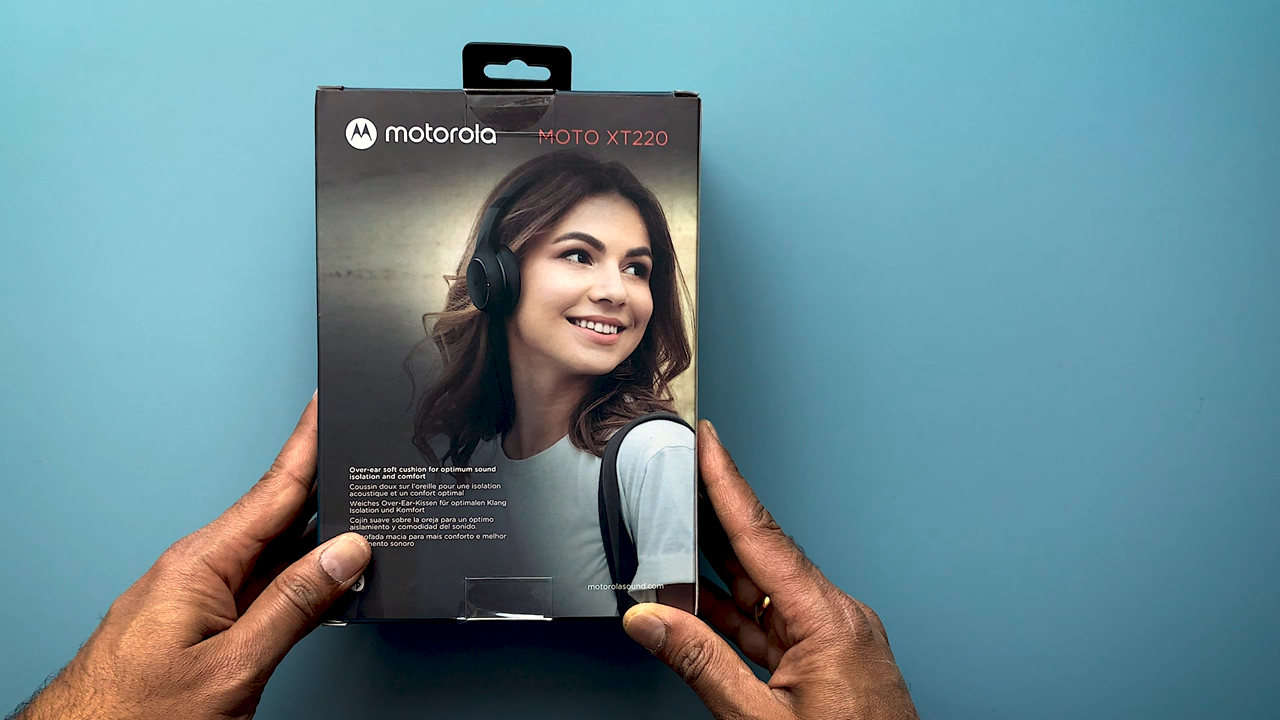 motorola MOTO XT220
Over-ear soft cushion for optimum sound
isolation and comfort
Coussin doux sur l'oreille pour une isolation
acoustique et un confort optimal
Weiches Over-Ear-Kissen für optimalen Klang
Isolation und Komfort
Cojín suave sobre la oreja para un óptimo
aislamiento y comodidad del sonido
macia para mais conforto e melhor
sonoro
motorolasound.com